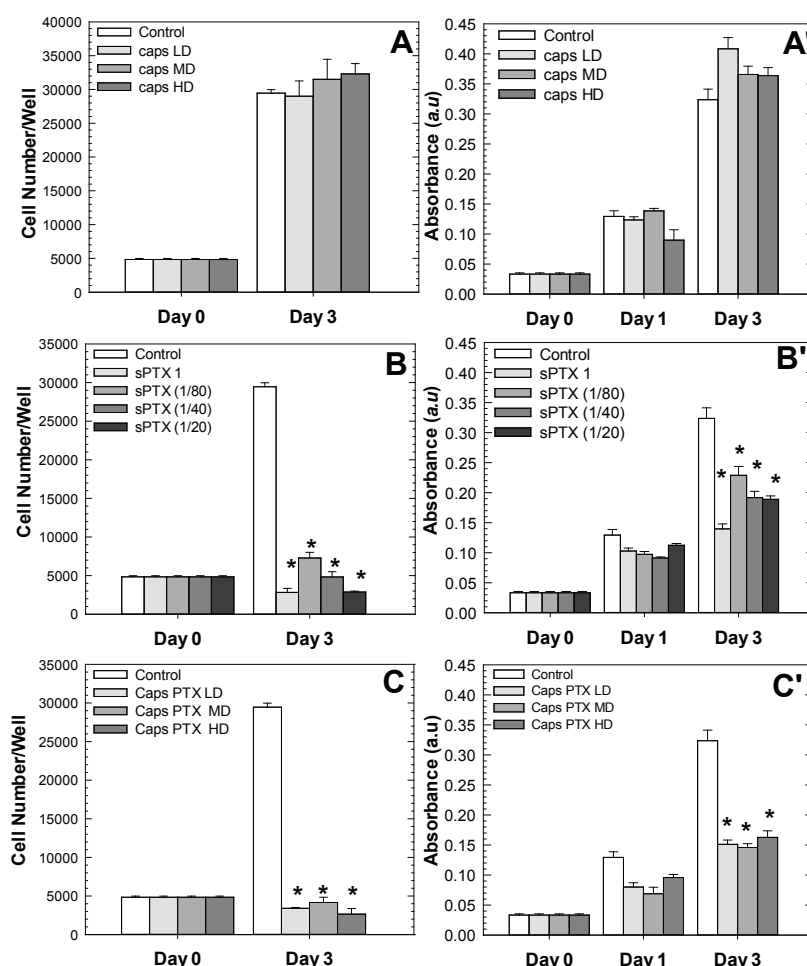 A
Control
caps LD
caps MD
caps HD
Cell Number/Well
40000
35000
30000
25000
20000
15000
10000
5000
0
Day 0 Day 3
A'
Control
caps LD
caps MD
caps HD
Absorbance (a.u)
0.45
0.40
0.35
0.30
0.25
0.20
0.15
0.10
0.05
0.00
Day 0 Day 1 Day 3
B
Control
sPTX 1
sPTX (1/80)
sPTX (1/40)
sPTX (1/20)
Cell Number/Well
35000
30000
25000
20000
15000
10000
5000
0
* * * *
Day 0 Day 3
B'
Control
sPTX 1
sPTX (1/80)
sPTX (1/40)
sPTX (1/20)
Absorbance (a.u)
0.45
0.40
0.35
0.30
0.25
0.20
0.15
0.10
0.05
0.00
* * * *
Day 0 Day 1 Day 3
C
Control
Caps PTX LD
Caps PTX MD
Caps PTX HD
Cell Number/Well
35000
30000
25000
20000
15000
10000
5000
0
* * *
Day 0 Day 3
C'
Control
Caps PTX LD
Caps PTX MD
Caps PTX HD
Absorbance (a.u)
0.45
0.40
0.35
0.30
0.25
0.20
0.15
0.10
0.05
0.00
* * *
Day 0 Day 1 Day 3